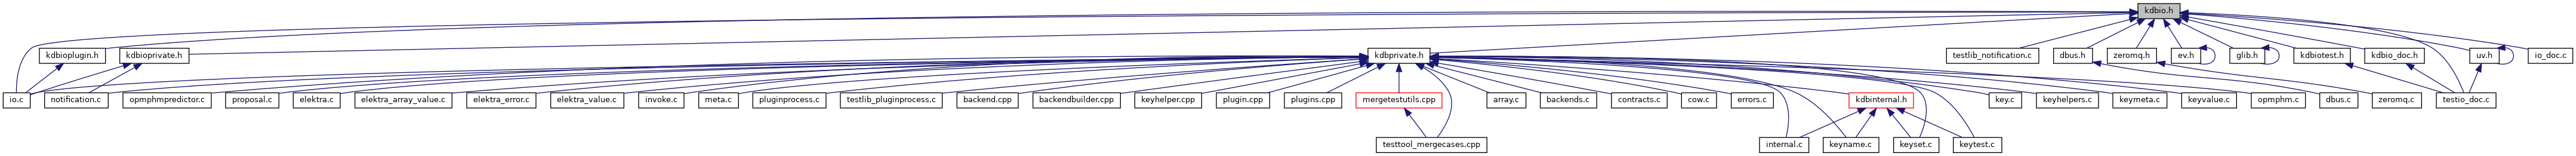 kdbio.h
kdbioplugin.h
kdbioprivate.h
kdbprivate.h
testlib_notification.c
dbus.h
zeromq.h
ev.h
glib.h
kdbiotest.h
kdbio_doc.h
uv.h
io_doc.c
io.c
notification.c
opmphmpredictor.c
proposal.c
elektra.c
elektra_array_value.c
elektra_error.c
elektra_value.c
invoke.c
meta.c
pluginprocess.c
testlib_pluginprocess.c
backend.cpp
backendbuilder.cpp
keyhelper.cpp
plugin.cpp
plugins.cpp
mergetestutils.cpp
array.c
backends.c
contracts.c
cow.c
errors.c
kdbinternal.h
key.c
keyhelpers.c
keymeta.c
keyvalue.c
opmphm.c
dbus.c
zeromq.c
testio_doc.c
testtool_mergecases.cpp
internal.c
keyname.c
keyset.c
keytest.c